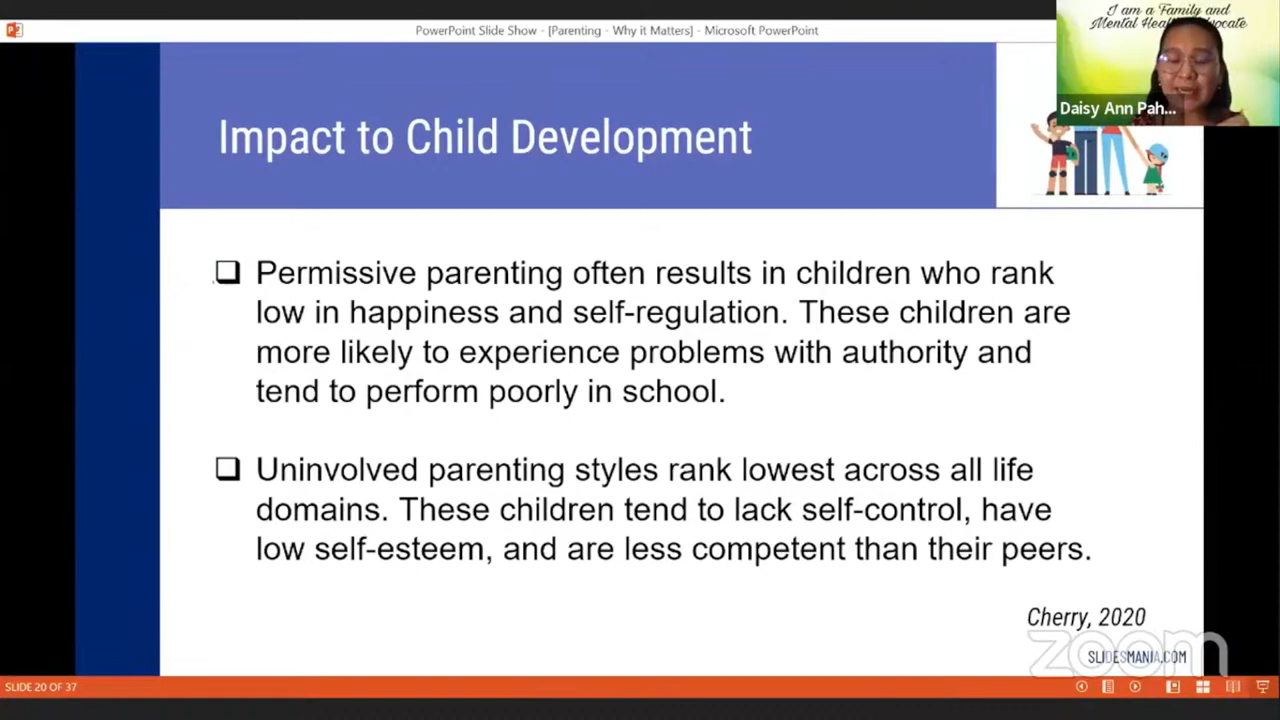 PowerPoint Slide Show - [Parenting - Why it Matters] - Microsoft PowerPoint
I am a Family and
Mental Health Advocate
Daisy Ann Pah...
Impact to Child Development
❑ Permissive parenting often results in children who rank
low in happiness and self-regulation. These children are
more likely to experience problems with authority and
tend to perform poorly in school.
❑ Uninvolved parenting styles rank lowest across all life
domains. These children tend to lack self-control, have
low self-esteem, and are less competent than their peers.
Cherry, 2020
zoom
SLIDESMANIA.COM
SLIDE 20 OF 37